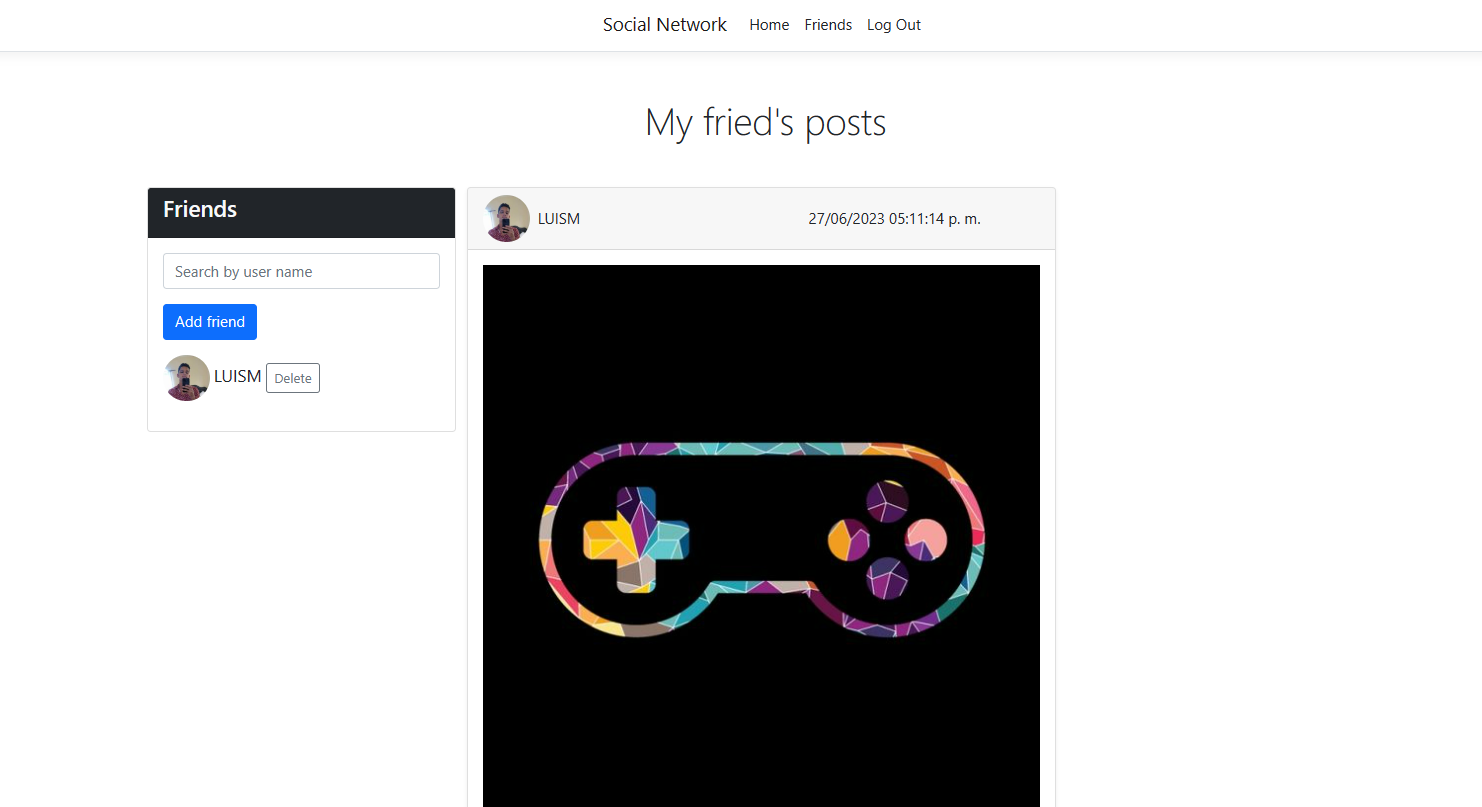 Social Network Home Friends Log Out
My fried's posts
Friends
Search by user name
Add friend
LUISM Delete
LUISM 27/06/2023 05:11:14 p. m.